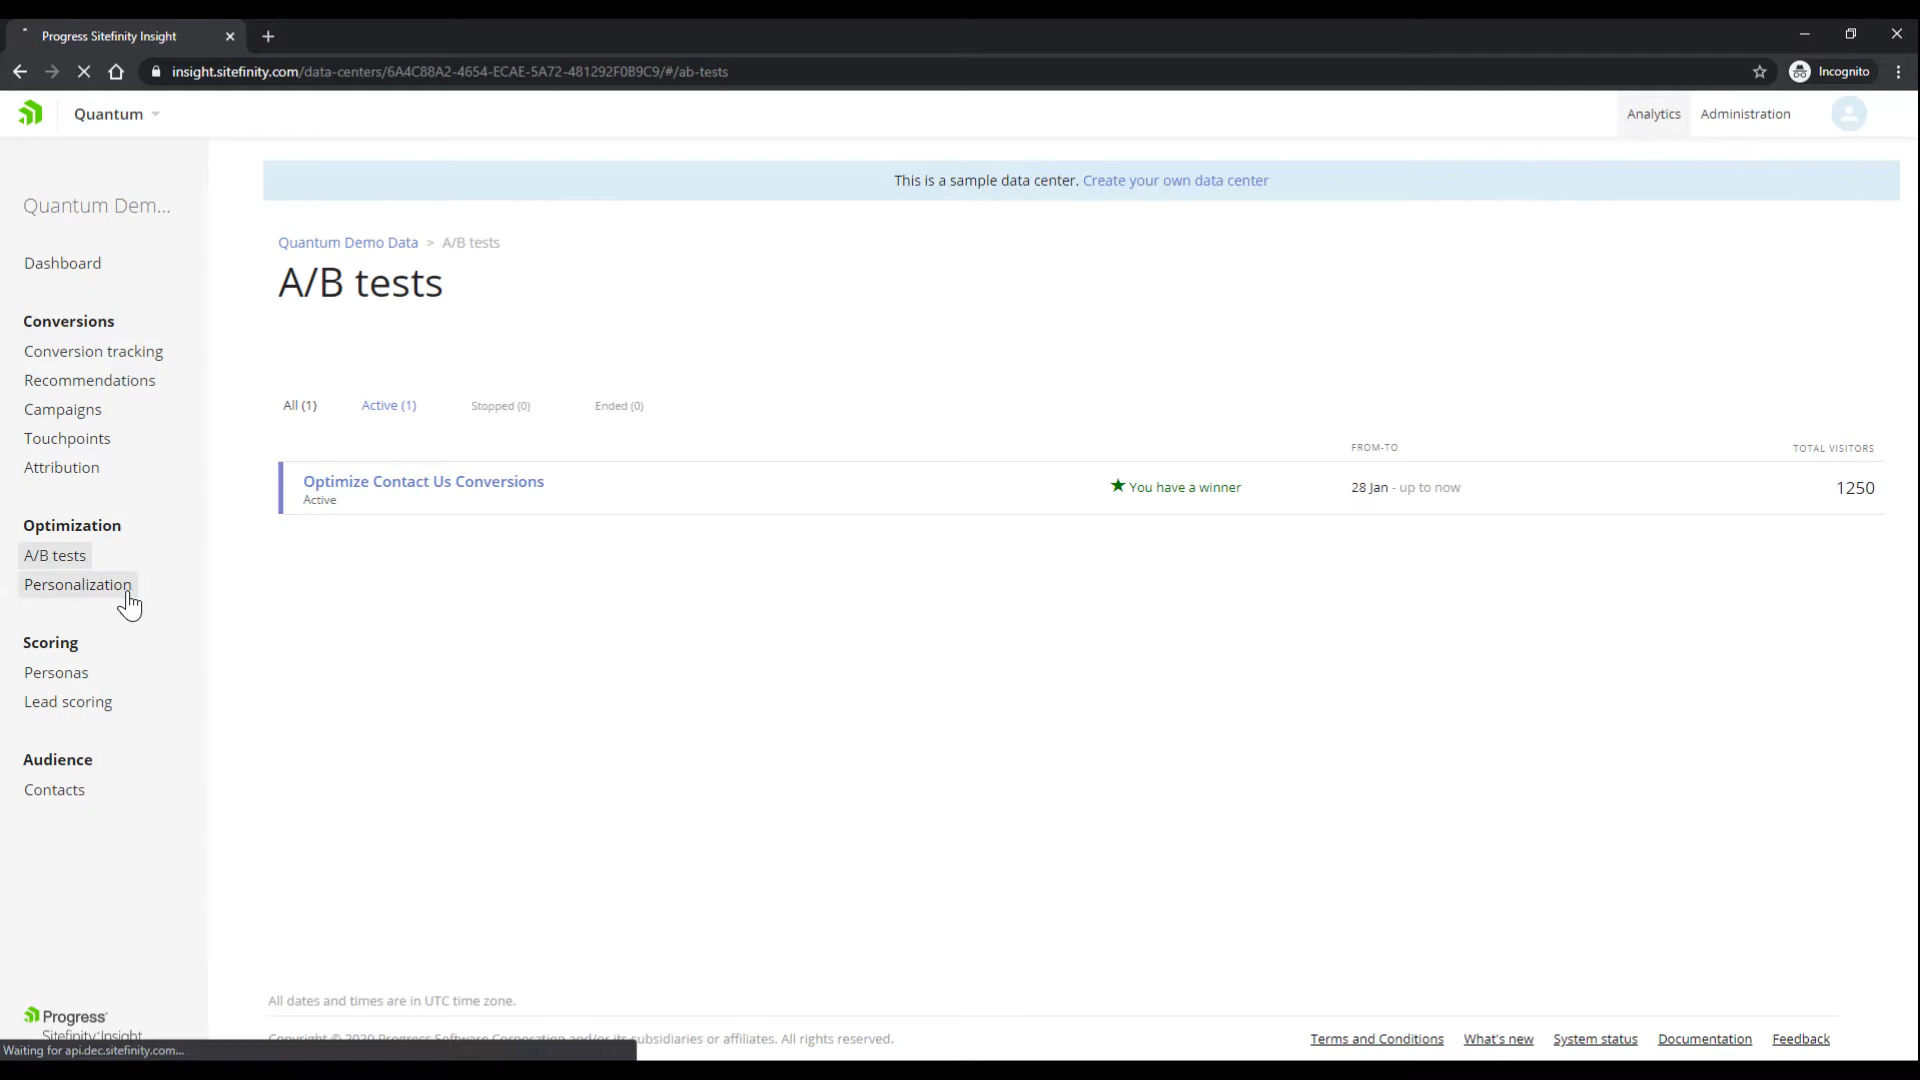 Progress Sitefinity Insight
insight.sitefinity.com/data-centers/6A4C88A2-4654-ECAE-5A72-481292F0B9C9/#/ab-tests
Incognito
Quantum
Analytics
Administration
This is a sample data center. Create your own data center
Quantum Dem...
Dashboard
Conversions
Conversion tracking
Recommendations
Campaigns
Touchpoints
Attribution
Optimization
A/B tests
Personalization
Scoring
Personas
Lead scoring
Audience
Contacts
Quantum Demo Data > A/B tests
A/B tests
All (1) Active (1) Stopped (0) Ended (0)
FROM-TO TOTAL VISITORS
Optimize Contact Us Conversions ★ You have a winner 28 Jan - up to now 1250
Active
All dates and times are in UTC time zone.
Progress
Sitefinity Insight
Copyright © 2020 Progress Software Corporation and/or its subsidiaries or affiliates. All rights reserved.
Terms and Conditions What's new System status Documentation Feedback
Waiting for api.dec.sitefinity.com...